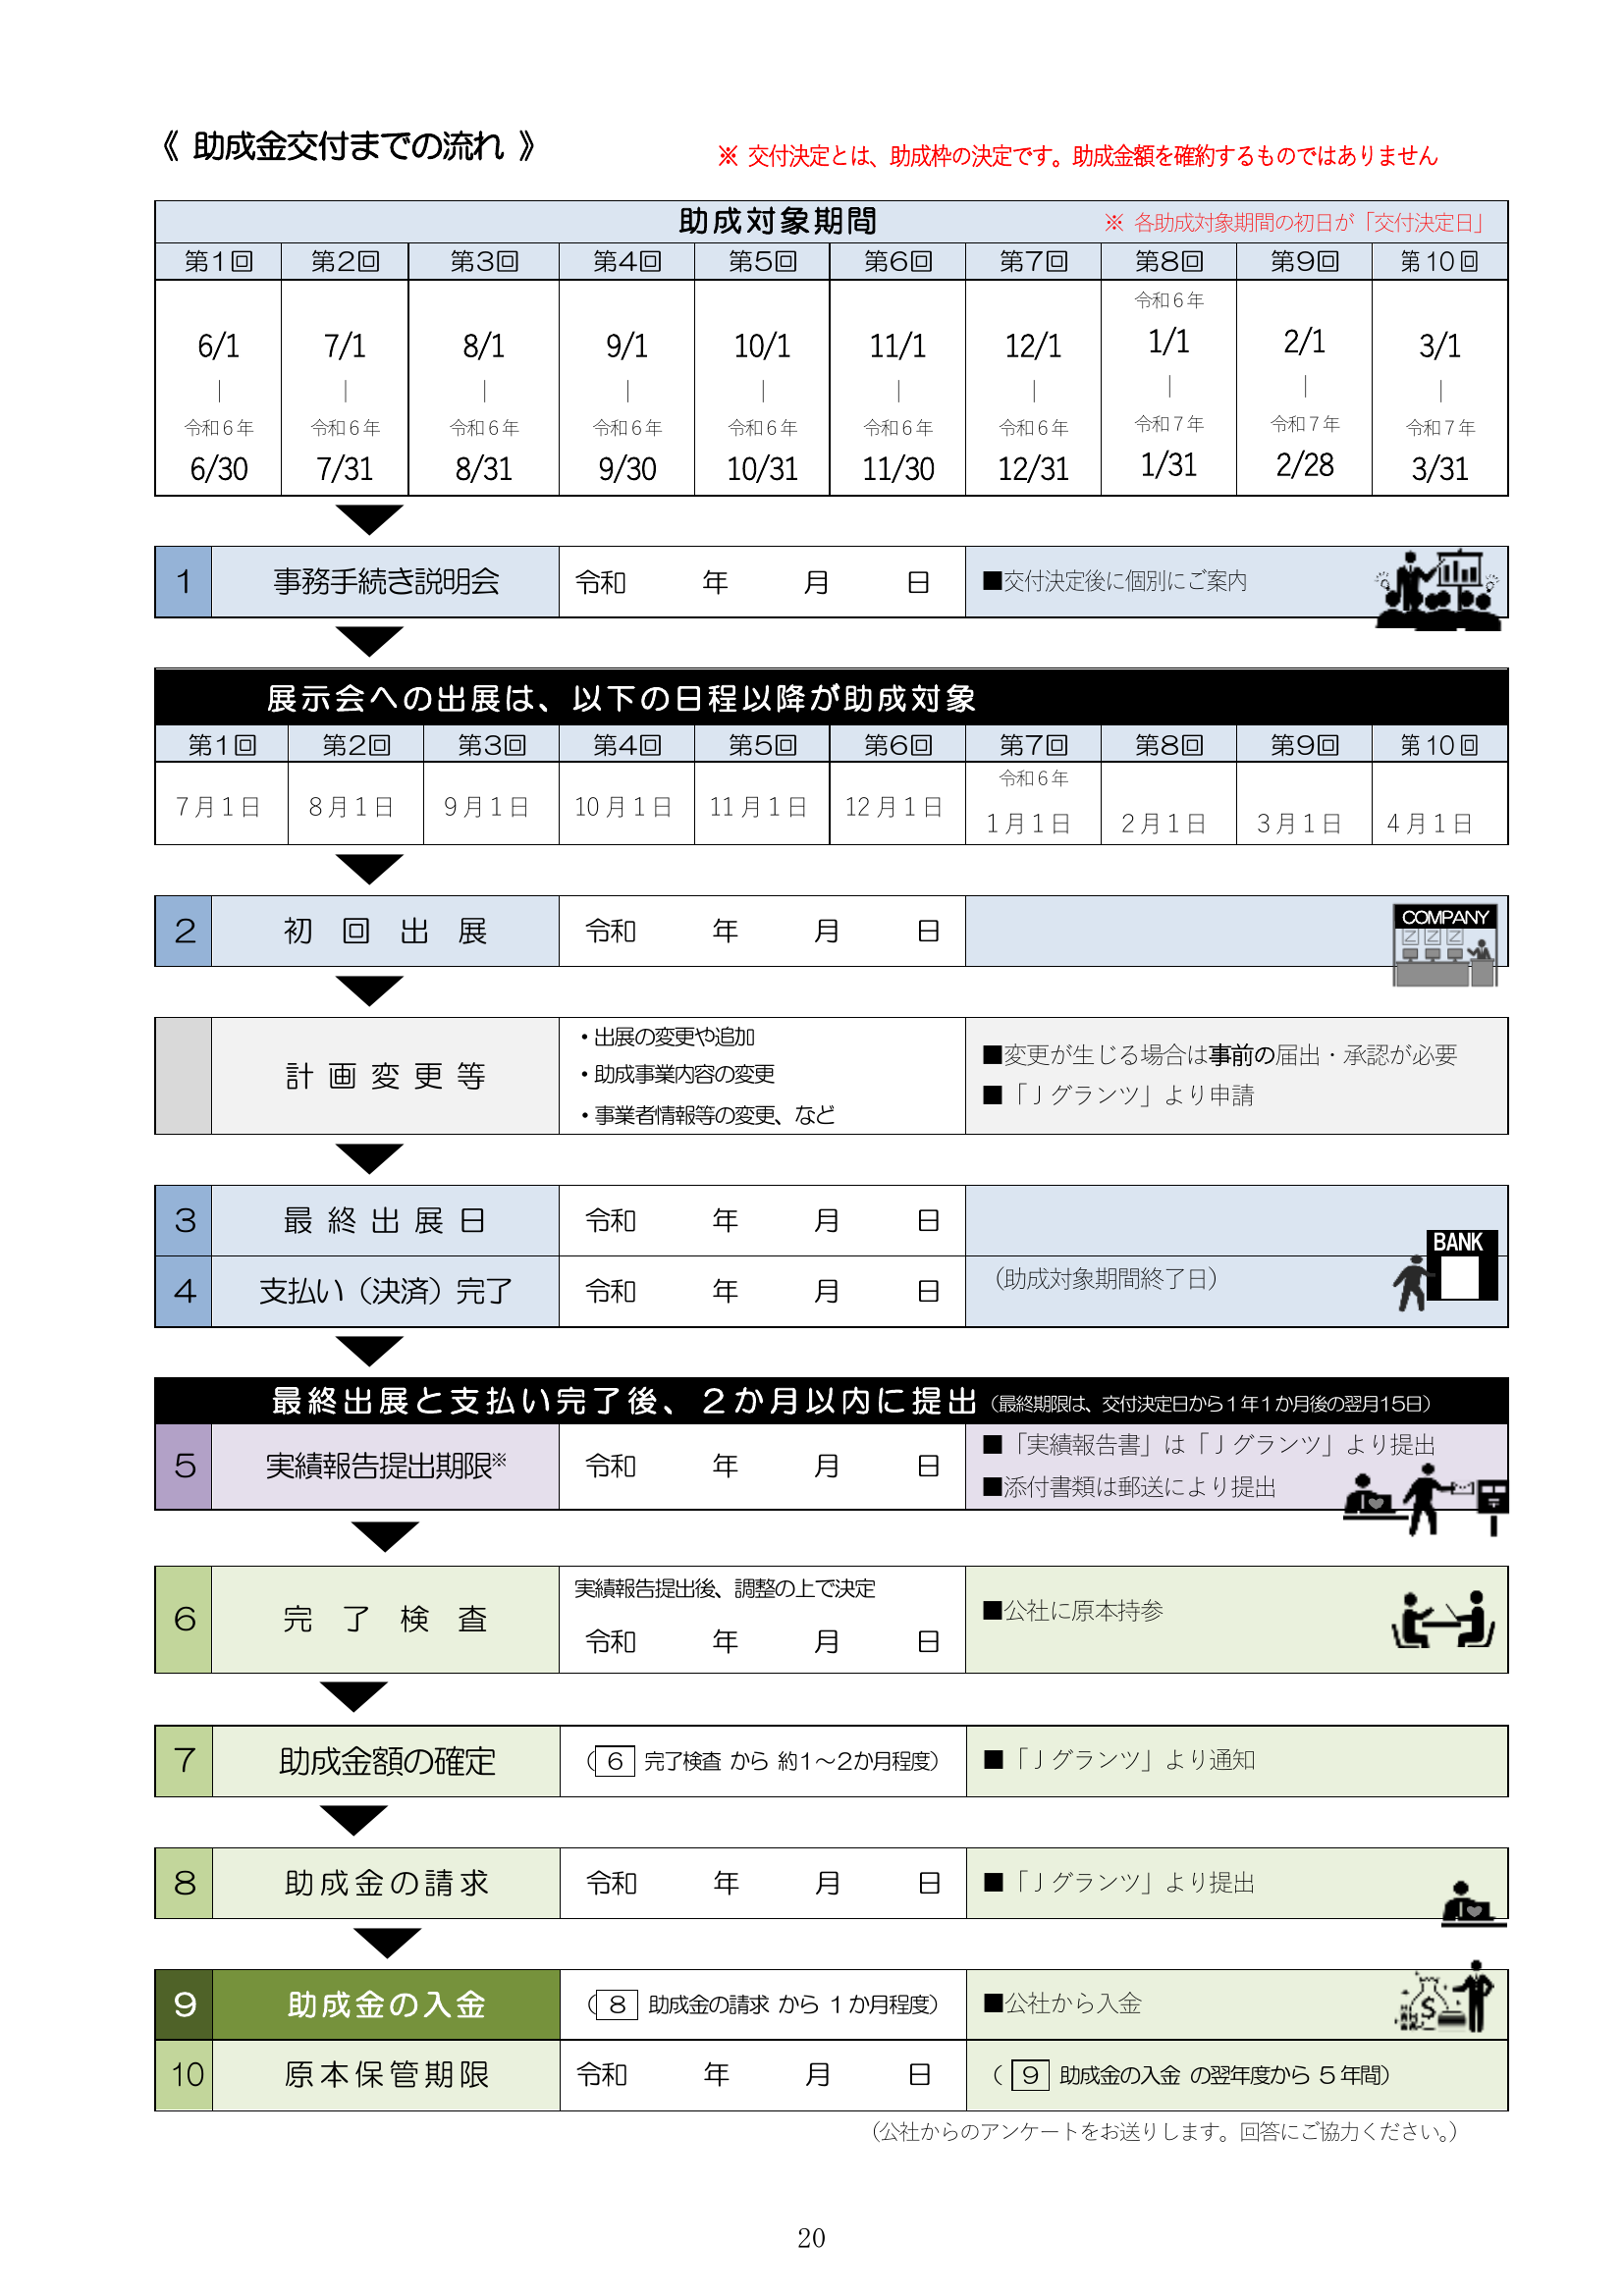 《 助成金交付までの流れ 》
※ 交付決定とは、助成枠の決定です。助成金額を確約するものではありません
助成対象期間 ※ 各助成対象期間の初日が「交付決定日」
第1回 第2回 第3回 第4回 第5回 第6回 第7回 第8回 第9回 第10回
令和6年
6/1 7/1 8/1 9/1 10/1 11/1 12/1 1/1 2/1 3/1
｜ ｜ ｜ ｜ ｜ ｜ ｜ ｜ ｜ ｜
令和6年 令和6年 令和6年 令和6年 令和6年 令和6年 令和6年 令和7年 令和7年 令和7年
6/30 7/31 8/31 9/30 10/31 11/30 12/31 1/31 2/28 3/31
1 事務手続き説明会 令和 年 月 日 ■交付決定後に個別にご案内
展示会への出展は、以下の日程以降が助成対象
第1回 第2回 第3回 第4回 第5回 第6回 第7回 第8回 第9回 第10回
令和6年
7月1日 8月1日 9月1日 10月1日 11月1日 12月1日 1月1日 2月1日 3月1日 4月1日
2 初回出展 令和 年 月 日
COMPANY
計画変更等
・出展の変更や追加
・助成事業内容の変更
・事業者情報等の変更、など
■変更が生じる場合は事前の届出・承認が必要
■「Ｊグランツ」より申請
3 最終出展日 令和 年 月 日
BANK
4 支払い（決済）完了 令和 年 月 日 （助成対象期間終了日）
最終出展と支払い完了後、２か月以内に提出（最終期限は、交付決定日から1年1か月後の翌月15日）
5 実績報告提出期限※ 令和 年 月 日
■「実績報告書」は「Ｊグランツ」より提出
■添付書類は郵送により提出
6 完了検査
実績報告提出後、調整の上で決定
令和 年 月 日
■公社に原本持参
7 助成金額の確定 （ 6 完了検査 から 約1～2か月程度） ■「Ｊグランツ」より通知
8 助成金の請求 令和 年 月 日 ■「Ｊグランツ」より提出
9 助成金の入金 （ 8 助成金の請求 から 1か月程度） ■公社から入金
$
10 原本保管期限 令和 年 月 日 （ 9 助成金の入金 の翌年度から 5年間）
（公社からのアンケートをお送りします。回答にご協力ください。）
20